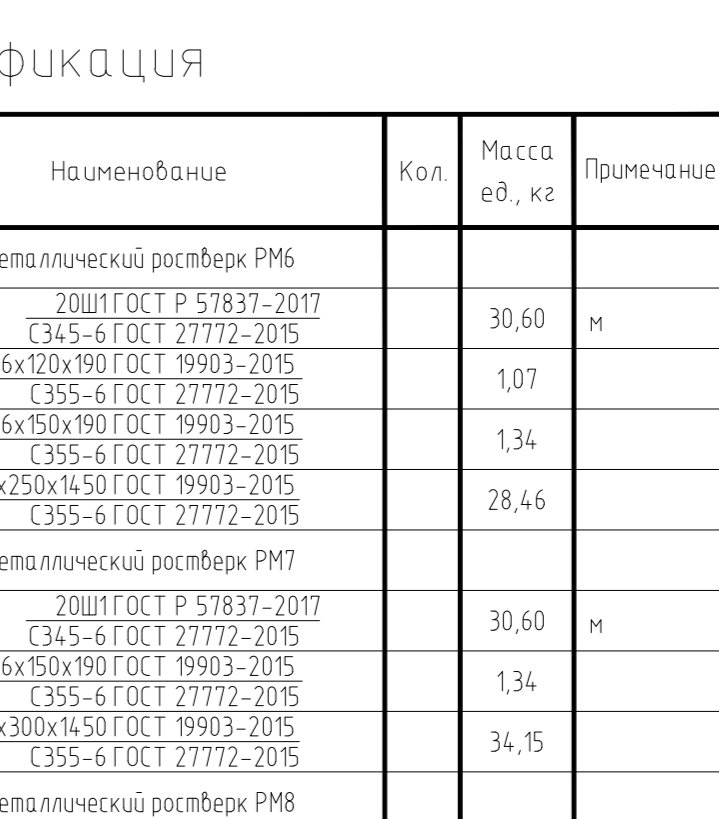 фикация
Наименование Кол. Масса ед., кг Примечание
еталлический ростверк РМ6
20Ш1 ГОСТ Р 57837-2017
С345-6 ГОСТ 27772-2015
30,60 м
6х120х190 ГОСТ 19903-2015
С355-6 ГОСТ 27772-2015
1,07
6х150х190 ГОСТ 19903-2015
С355-6 ГОСТ 27772-2015
1,34
х250х1450 ГОСТ 19903-2015
С355-6 ГОСТ 27772-2015
28,46
еталлический ростверк РМ7
20Ш1 ГОСТ Р 57837-2017
С345-6 ГОСТ 27772-2015
30,60 м
6х150х190 ГОСТ 19903-2015
С355-6 ГОСТ 27772-2015
1,34
х300х1450 ГОСТ 19903-2015
С355-6 ГОСТ 27772-2015
34,15
еталлический ростверк РМ8